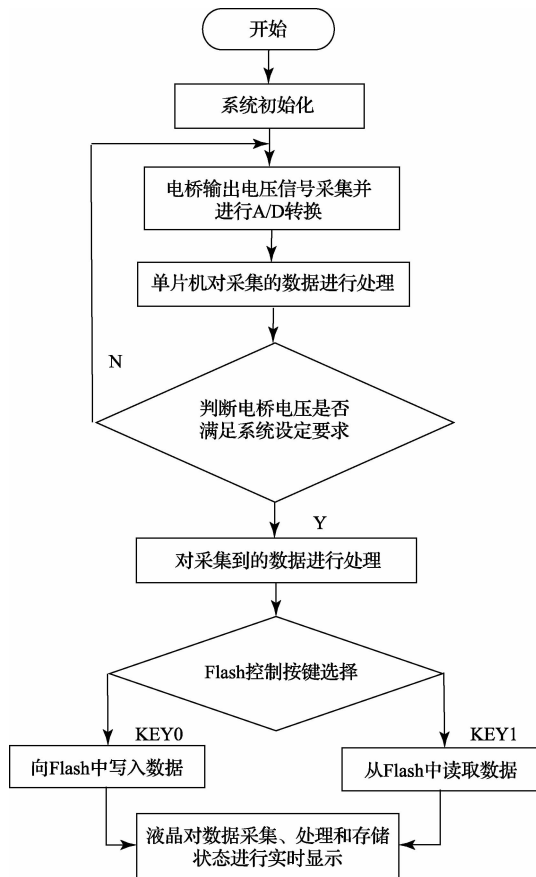 开始
系统初始化
电桥输出电压信号采集并
进行A/D转换
单片机对采集的数据进行处理
N
判断电桥电压是否
满足系统设定要求
Y
对采集到的数据进行处理
Flash控制按键选择
KEY0
KEY1
向Flash中写入数据
从Flash中读取数据
液晶对数据采集、处理和存储
状态进行实时显示